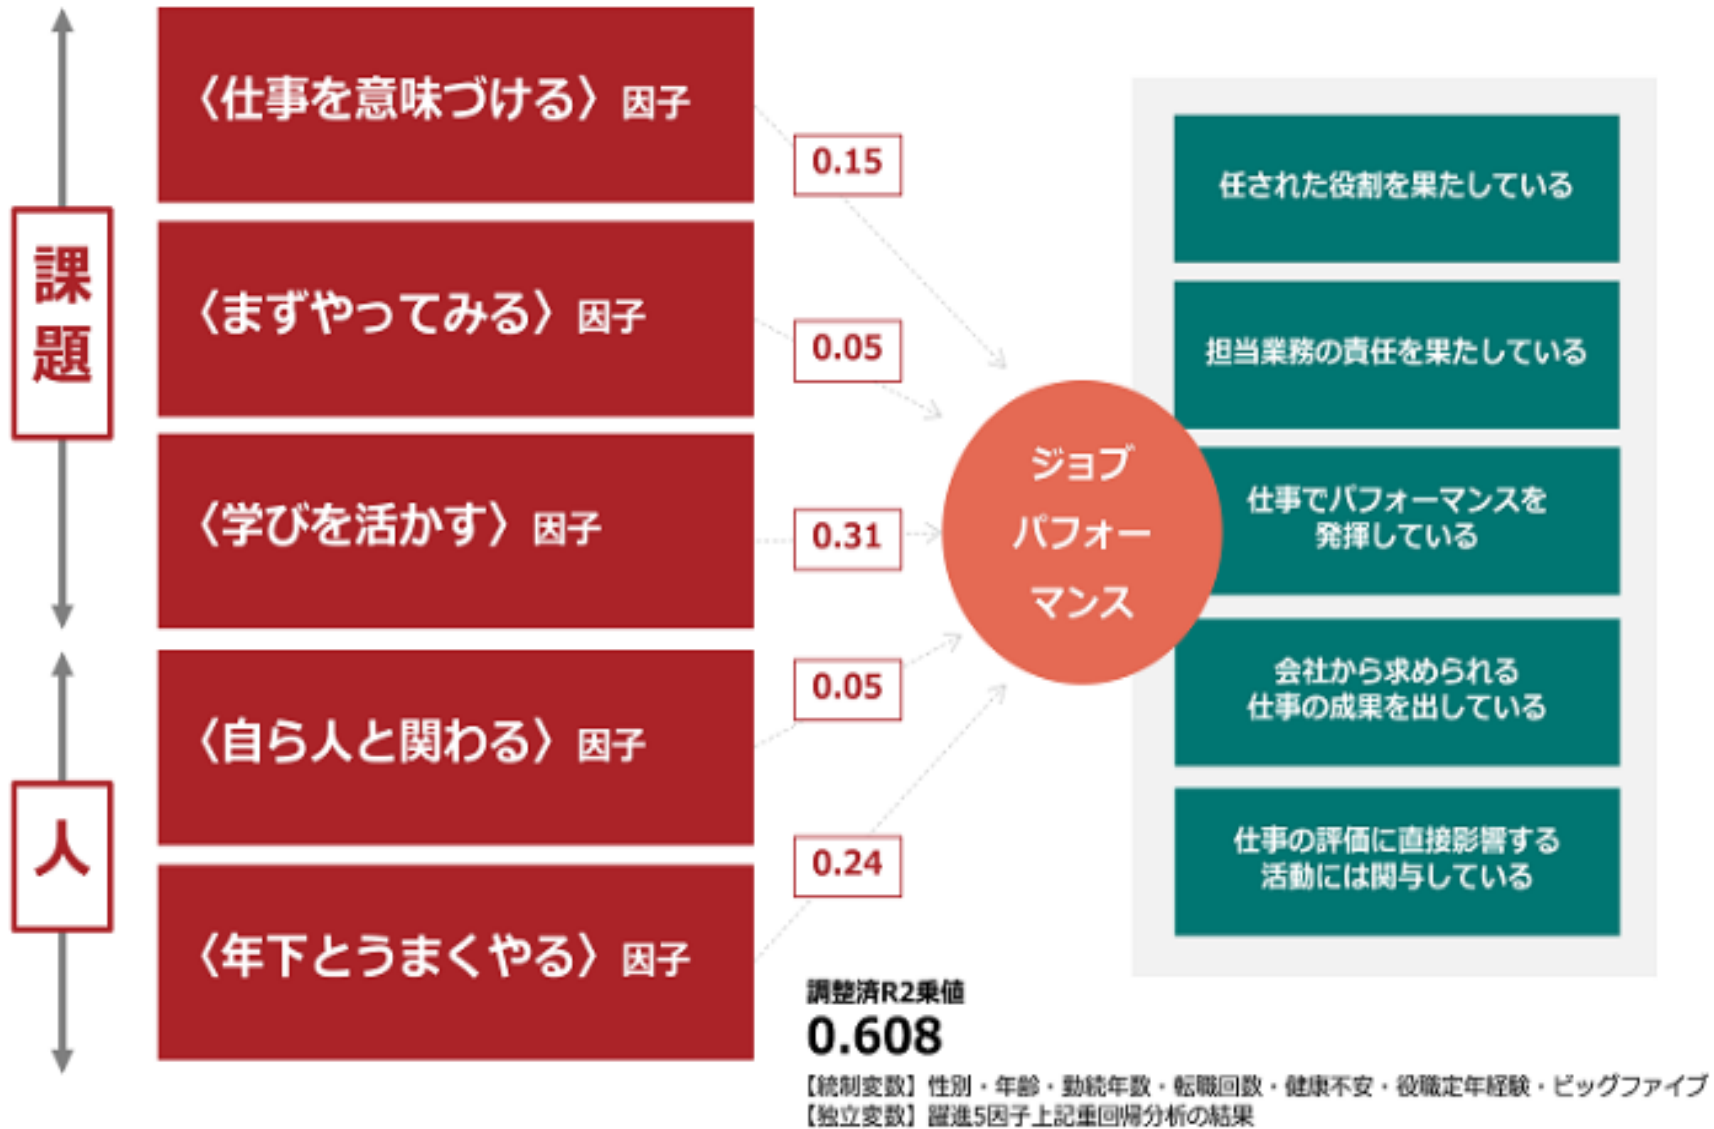 課題
〈仕事を意味づける〉因子
〈まずやってみる〉因子
〈学びを活かす〉因子
人
〈自ら人と関わる〉因子
〈年下とうまくやる〉因子
0.15
0.05
0.31
0.05
0.24
ジョブ
パフォー
マンス
任された役割を果たしている
担当業務の責任を果たしている
仕事でパフォーマンスを
発揮している
会社から求められる
仕事の成果を出している
仕事の評価に直接影響する
活動には関与している
調整済R2乗値
0.608
【統制変数】性別・年齢・勤続年数・転職回数・健康不安・役職定年経験・ビッグファイブ
【独立変数】躍進5因子上記重回帰分析の結果